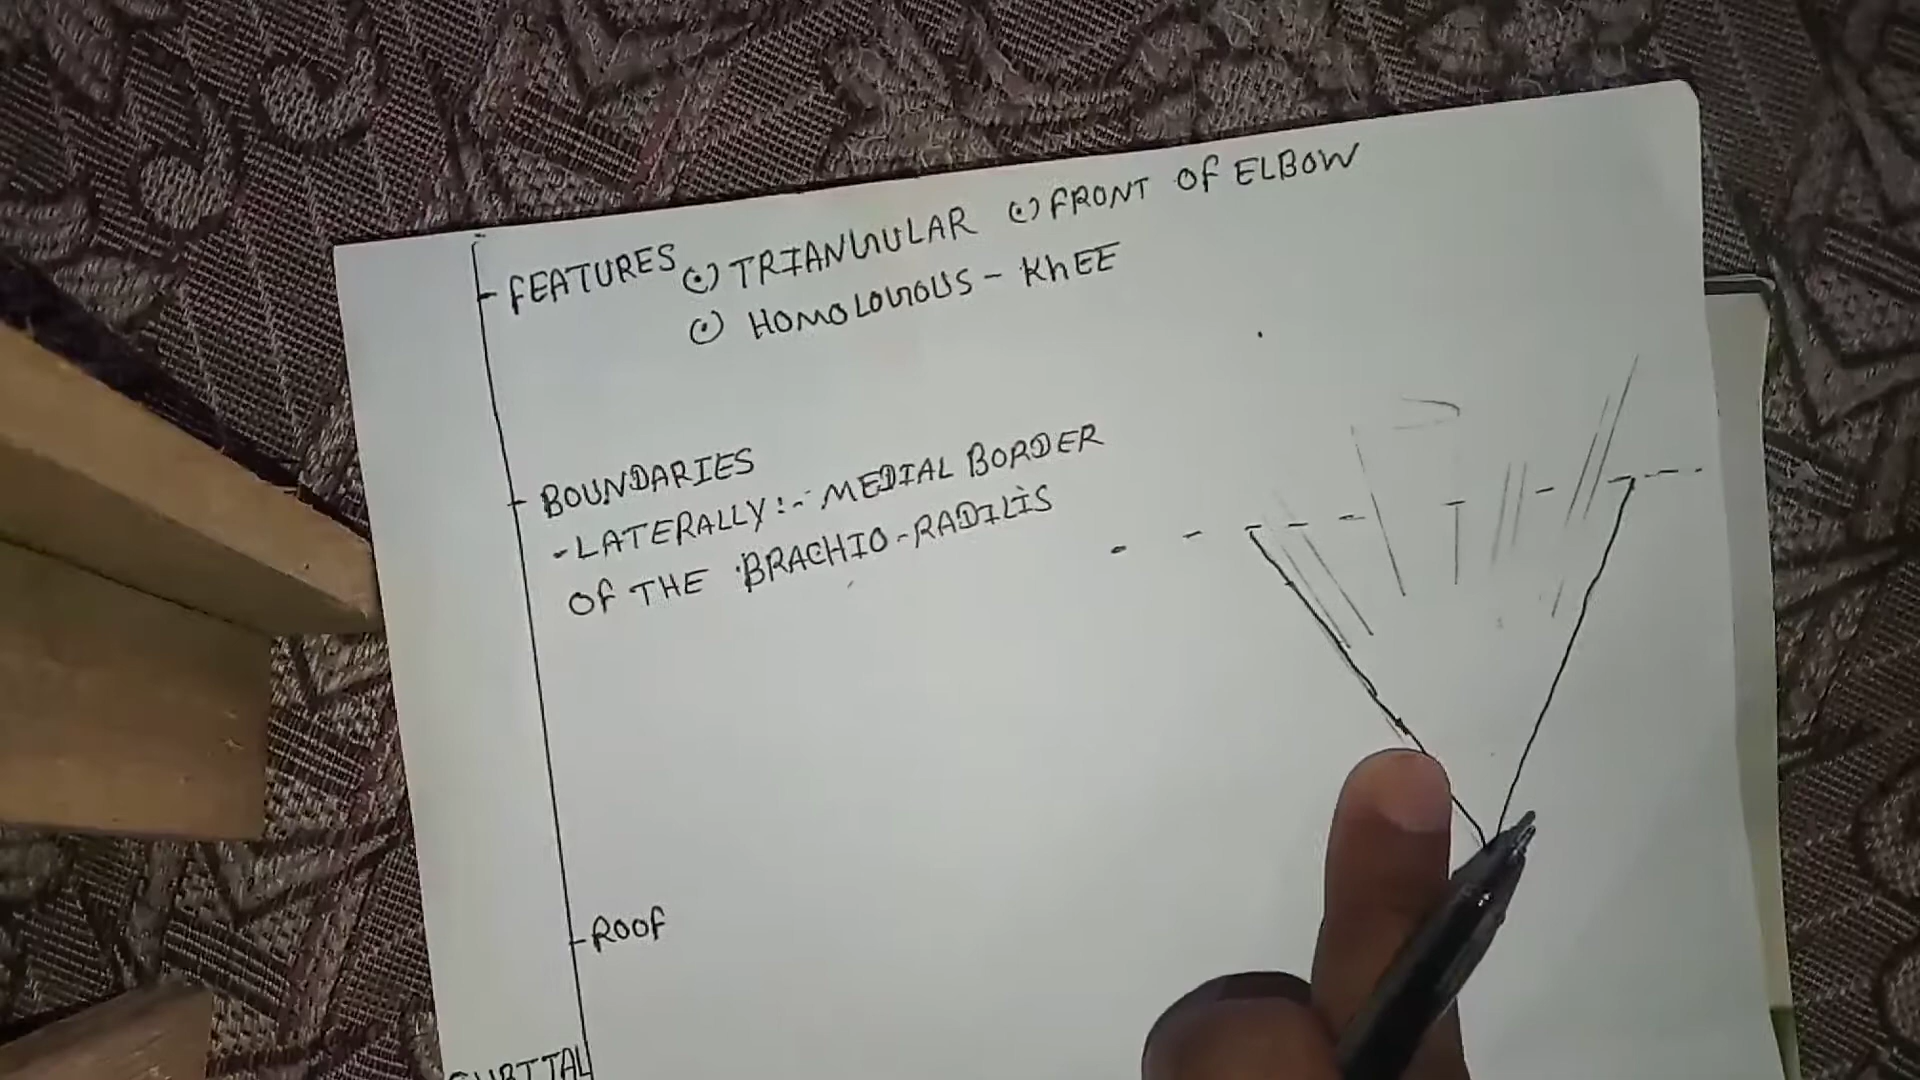 FEATURES (•) TRIANGULAR (•) FRONT OF ELBOW
(•) HOMOLOGOUS - KNEE
BOUNDARIES
- LATERALLY :- MEDIAL BORDER
OF THE BRACHIO-RADILIS
ROOF